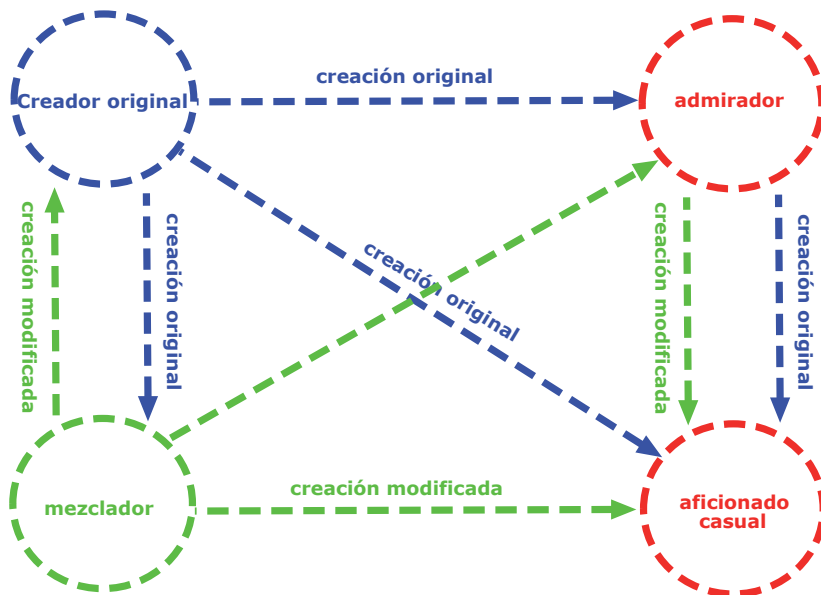 creación original
Creador original
admirador
creación modificada
creación original
creación original
creación modificada
creación original
creación modificada
mezclador
aficionado
casual